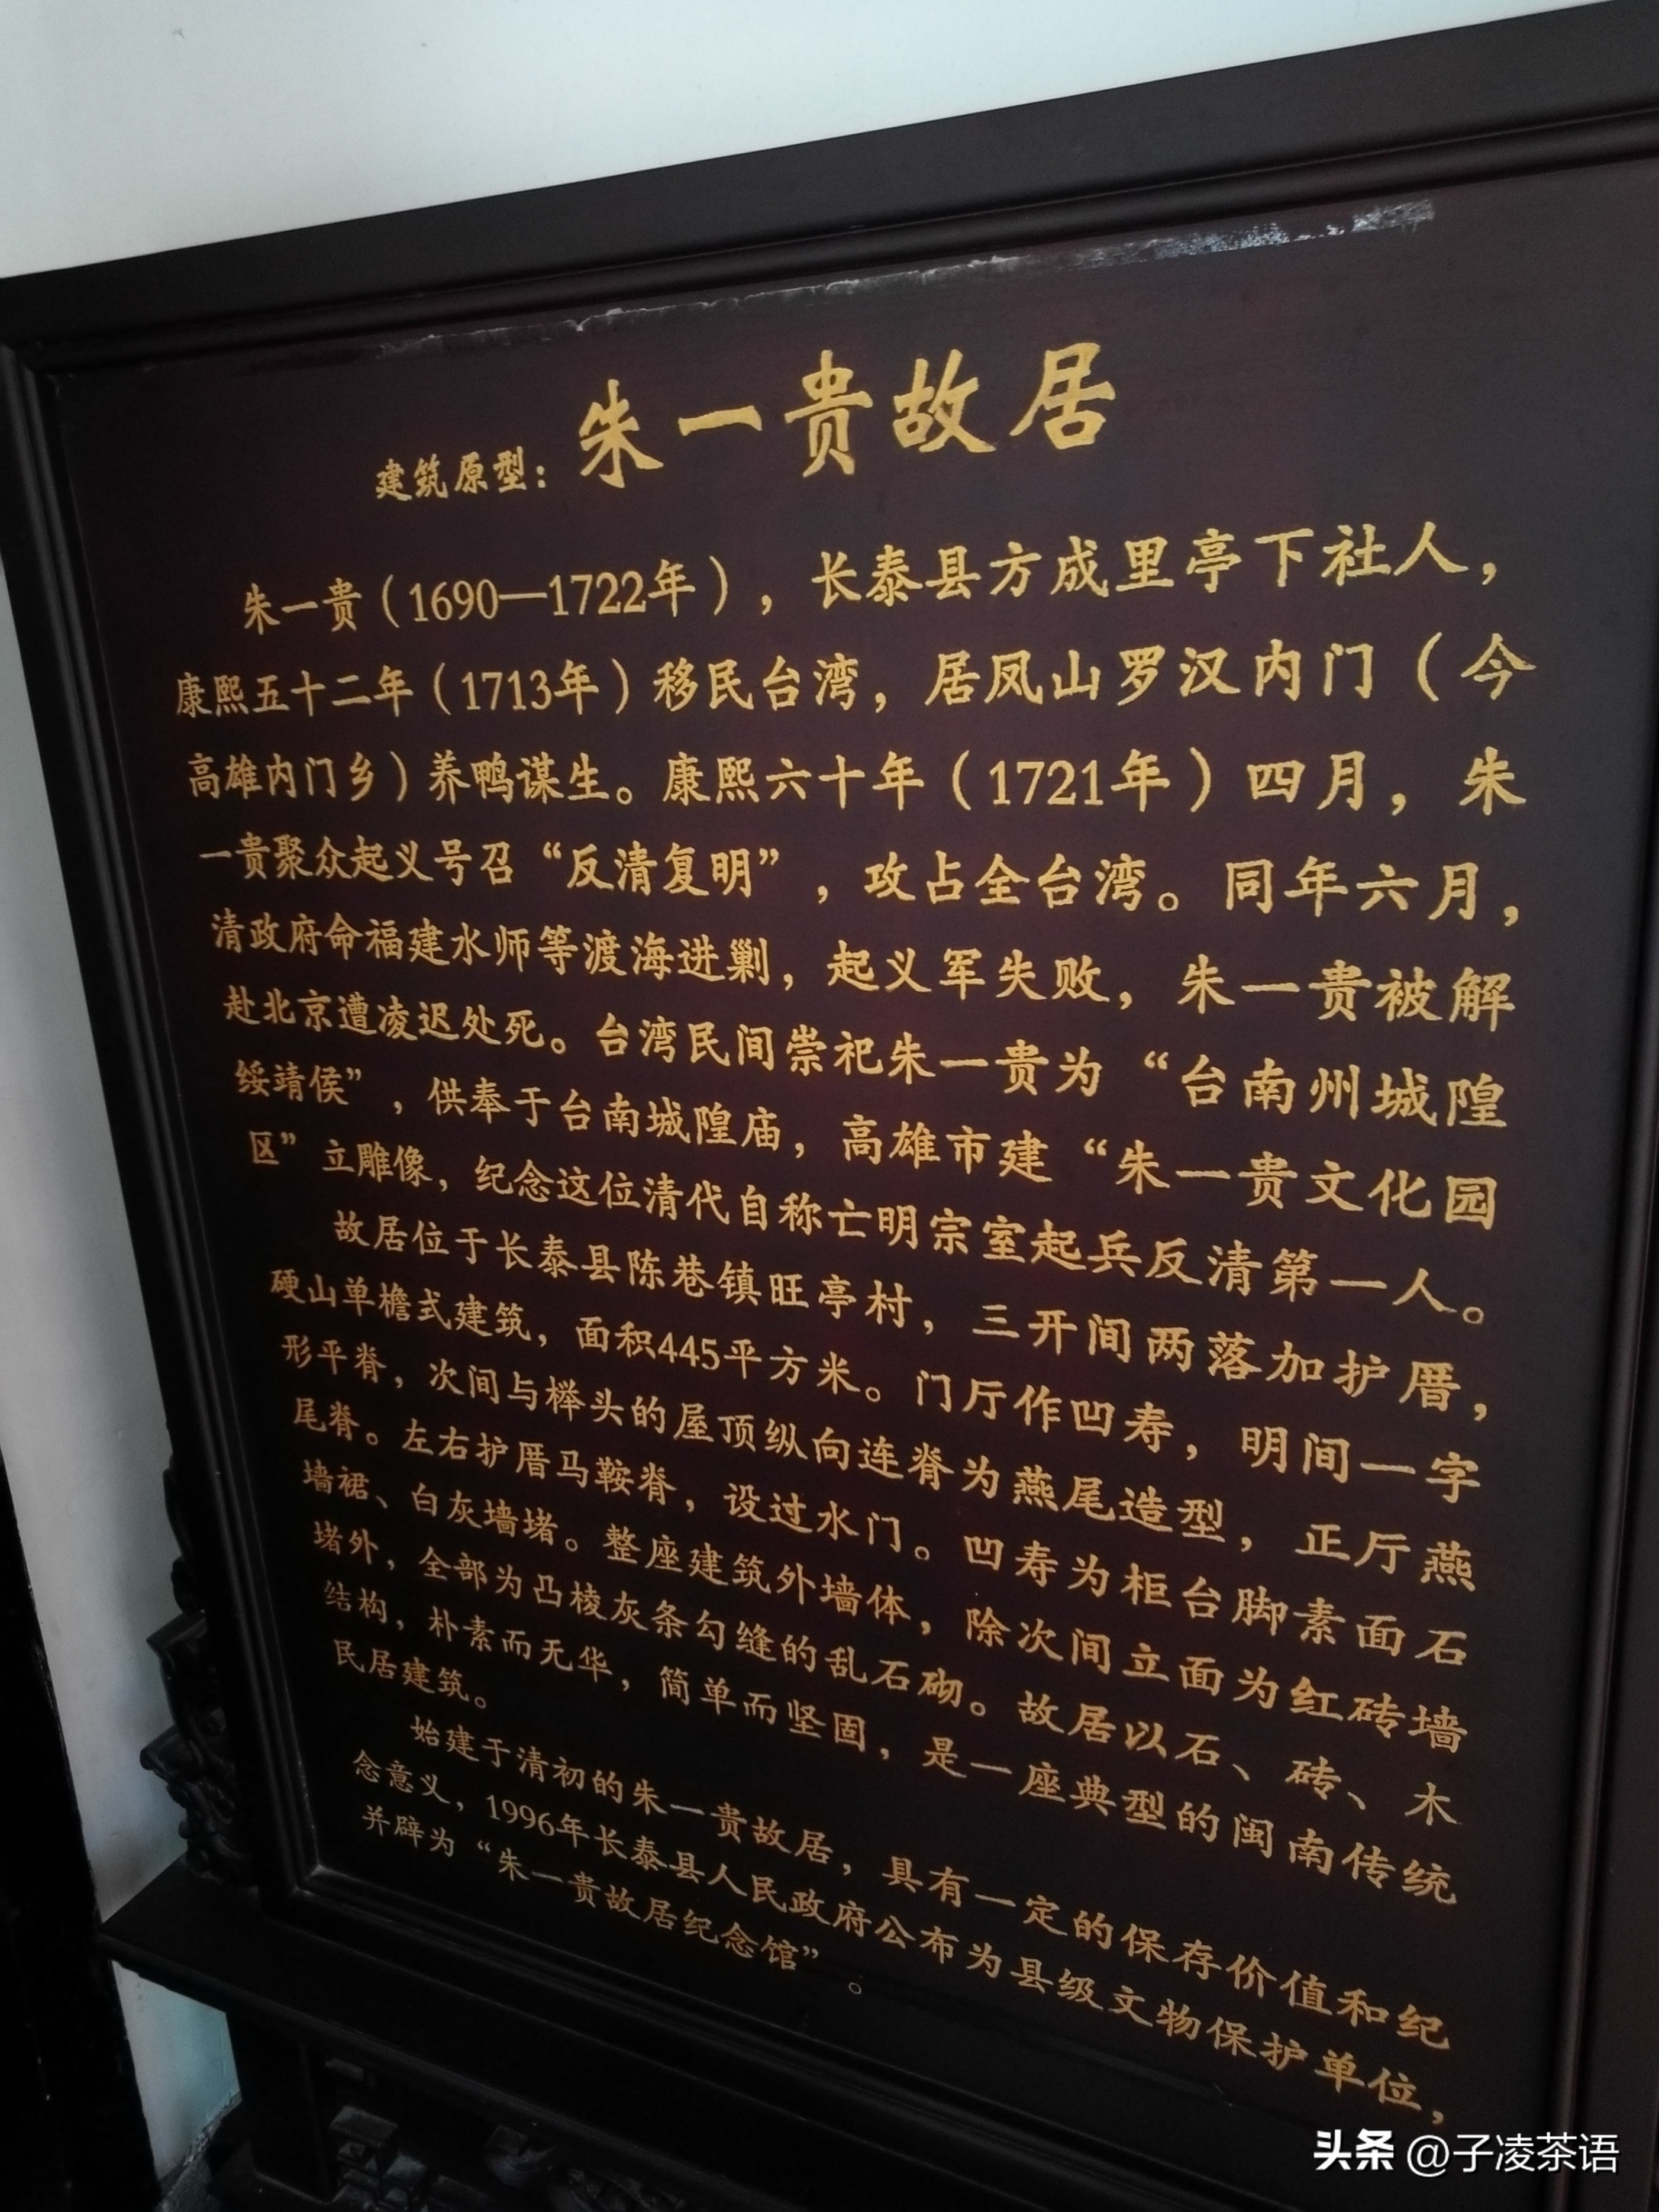 建筑原型：朱一贵故居
朱一贵（1690—1722年），长泰县方成里亭下社人，
康熙五十二年（1713年）移民台湾，居凤山罗汉内门（今
高雄内门乡）养鸭谋生。康熙六十年（1721年）四月，朱
一贵聚众起义号召“反清复明”，攻占全台湾。同年六月，
清政府命福建水师等渡海进剿，起义军失败，朱一贵被解
赴北京遭凌迟处死。台湾民间崇祀朱一贵为“台南州城隍
绥靖侯”，供奉于台南城隍庙，高雄市建“朱一贵文化园
区”立雕像，纪念这位清代自称亡明宗室起兵反清第一人。
故居位于长泰县陈巷镇旺亭村，三开间两落加护厝，
硬山单檐式建筑，面积445平方米。门厅作凹寿，明间一字
形平脊，次间与榉头的屋顶纵向连脊为燕尾造型，正厅燕
尾脊。左右护厝马鞍脊，设过水门。凹寿为柜台脚素面石
墙裙、白灰墙堵。整座建筑外墙体，除次间立面为红砖墙
堵外，全部为凸棱灰条勾缝的乱石砌。故居以石、砖、木
结构，朴素而无华，简单而坚固，是一座典型的闽南传统
民居建筑。
始建于清初的朱一贵故居，具有一定的保存价值和纪
念意义，1996年长泰县人民政府公布为县级文物保护单位，
并辟为“朱一贵故居纪念馆”。
头条 @子凌茶语